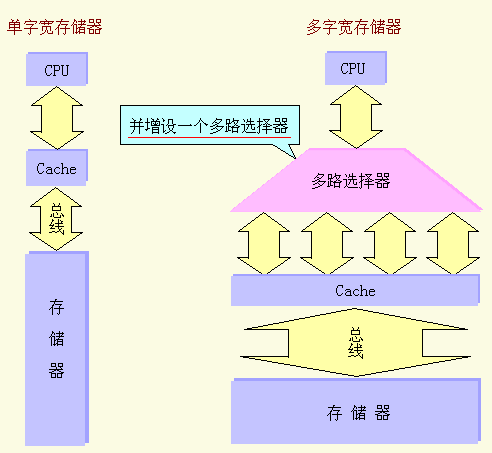 单字宽存储器
CPU
Cache
总线
存储器
多字宽存储器
CPU
并增设一个多路选择器
多路选择器
Cache
总线
存储器